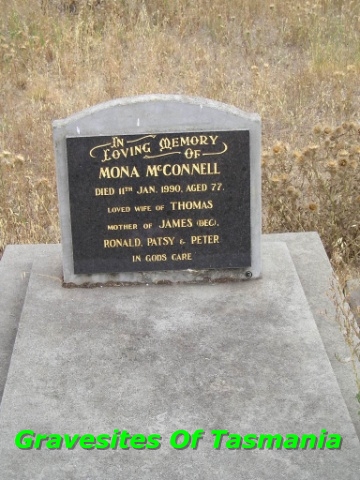 In
Loving Memory
Of
Mona McConnell
Died 11th Jan. 1990, Aged 77.
Loved Wife of Thomas
Mother of James (Dec),
Ronald, Patsy & Peter
In Gods Care
Gravesites Of Tasmania